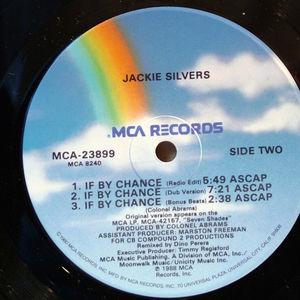 JACKIE SILVERS
MCA RECORDS
MCA-23899
MCA 8240
SIDE TWO
1. IF BY CHANCE (Radio Edit) 5:49 ASCAP
2. IF BY CHANCE (Dub Version) 7:21 ASCAP
3. IF BY CHANCE (Bonus Beats) 2:38 ASCAP
(Colonel Abrams)
Original version appears on the
MCA LP, MCA-42167, "Seven Shades"
PRODUCED BY COLONEL ABRAMS
ASSISTANT PRODUCER: MARSTON FREEMAN
FOR CB COMPOUND 2 PRODUCTIONS
Remixed by Dino Perera
Executive Producer: Timmy Regisford
MCA Music Publishing, A Division of MCA, Inc./
Moonwalk Music/Unicity Music Inc.
℗ 1988 MCA